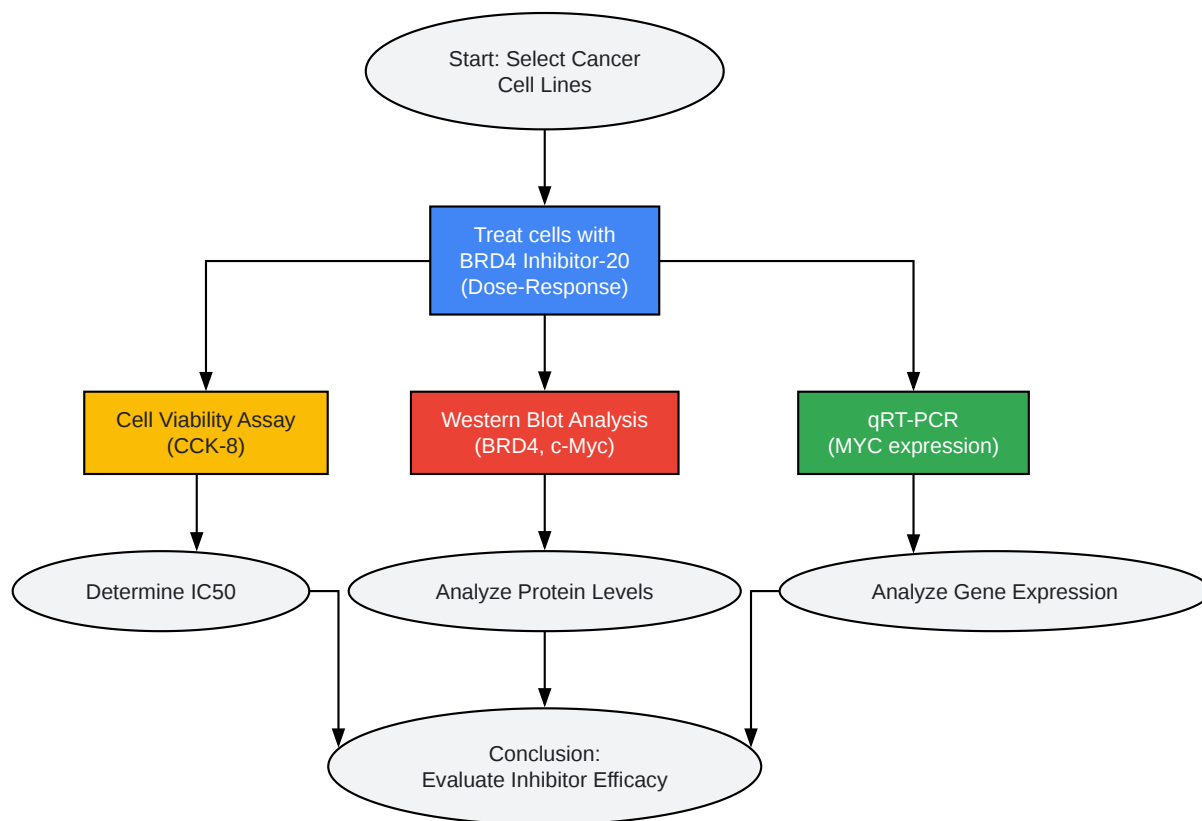 Start: Select Cancer
Cell Lines
Treat cells with
BRD4 Inhibitor-20
(Dose-Response)
Cell Viability Assay
(CCK-8)
Western Blot Analysis
(BRD4, c-Myc)
qRT-PCR
(MYC expression)
Determine IC50
Analyze Protein Levels
Analyze Gene Expression
Conclusion:
Evaluate Inhibitor Efficacy